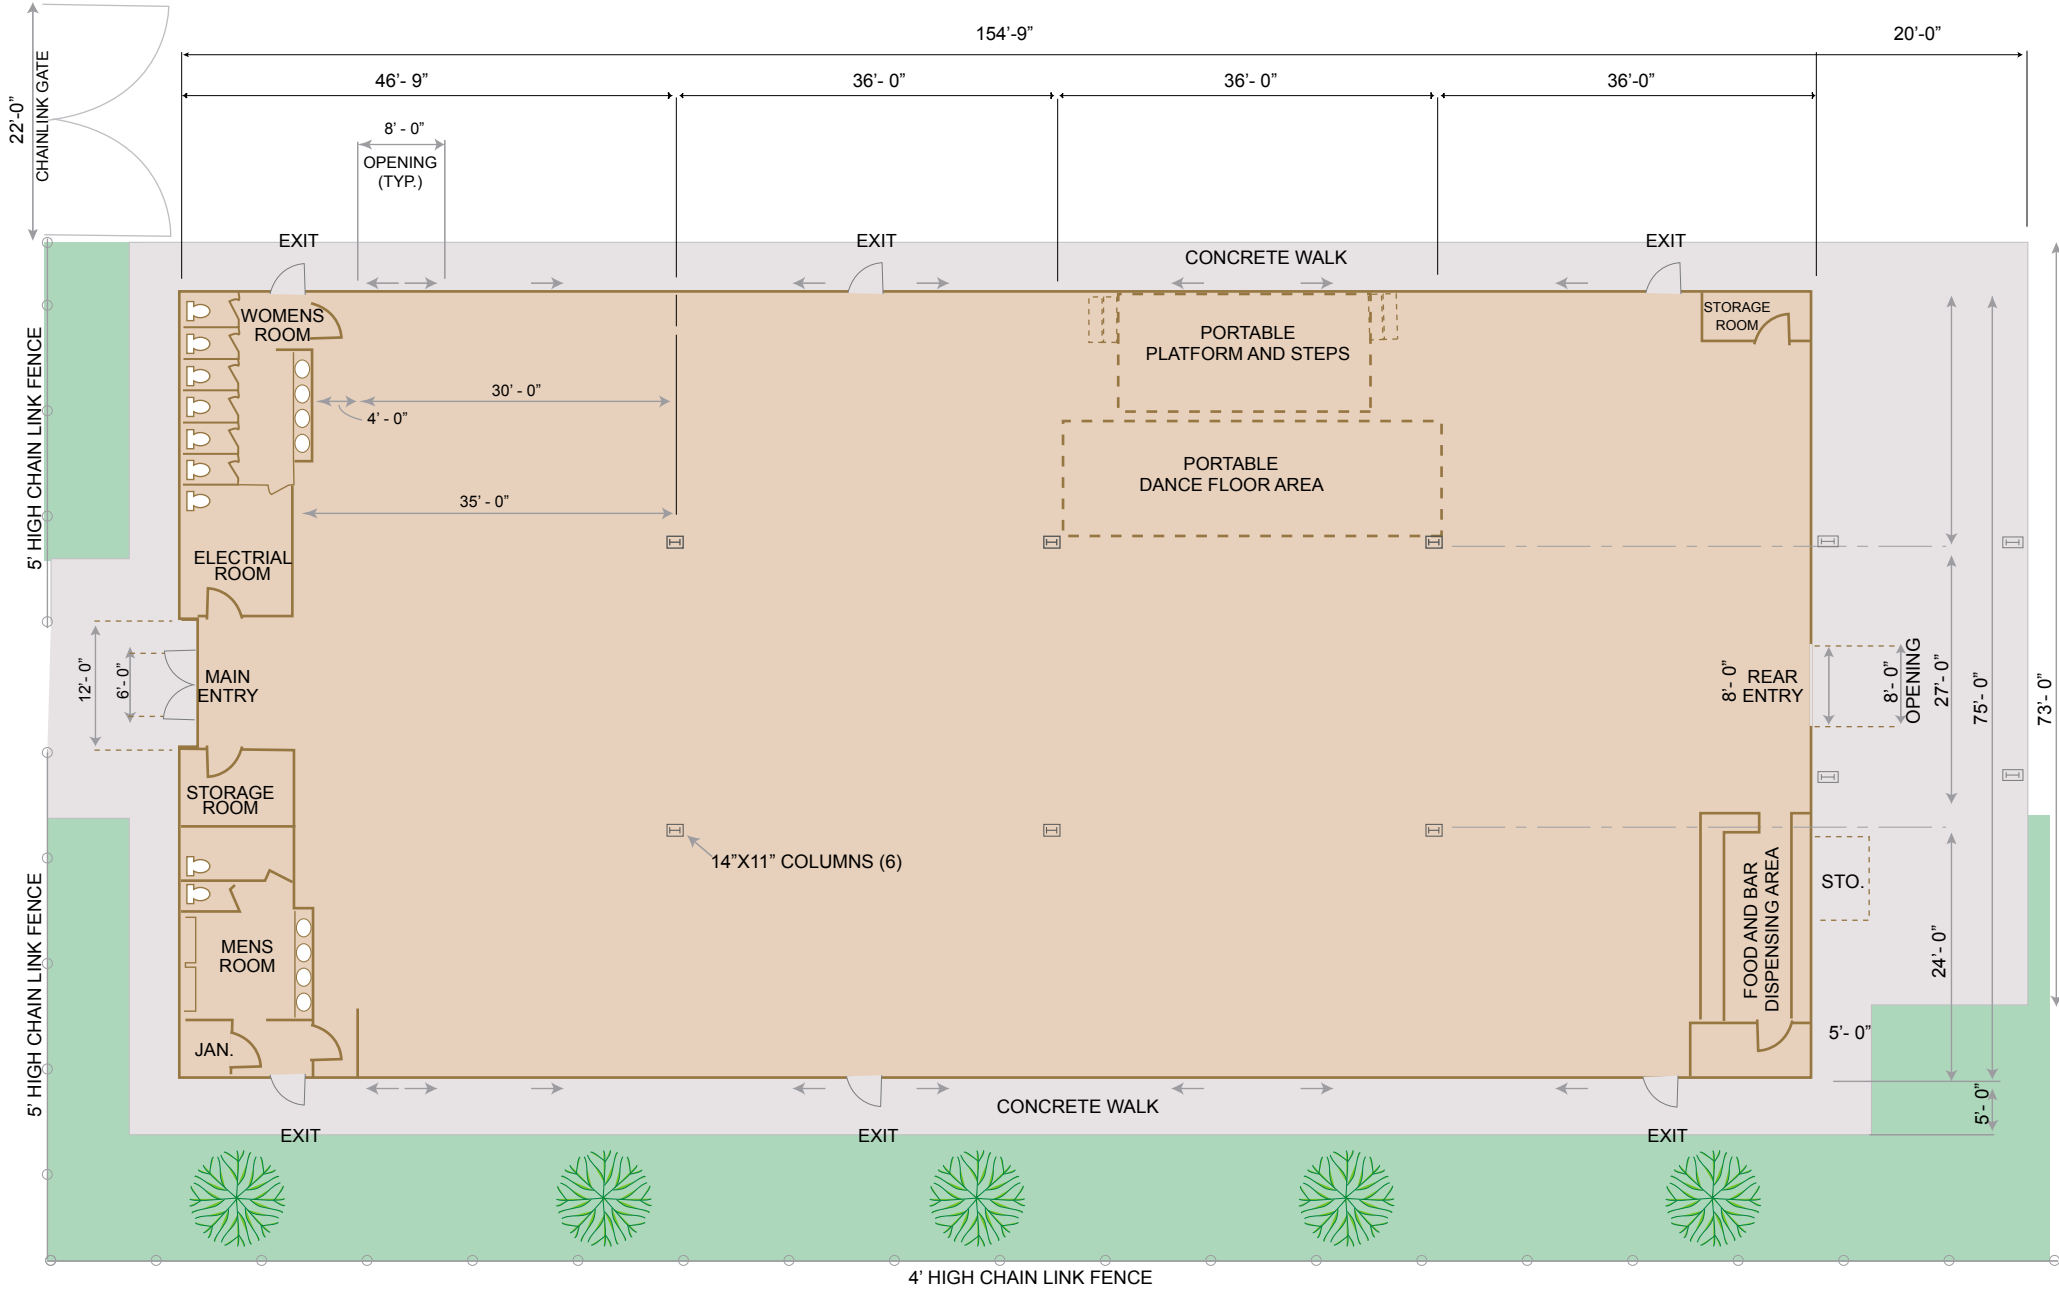 154'-9”
20'-0”
46'- 9”
36'- 0”
36'- 0”
36'-0”
22'-0”
CHAINLINK GATE
8' - 0”
OPENING
(TYP.)
EXIT
EXIT
EXIT
CONCRETE WALK
WOMENS
ROOM
PORTABLE
PLATFORM AND STEPS
STORAGE
ROOM
30' - 0”
4' - 0”
PORTABLE
DANCE FLOOR AREA
35' - 0”
5' HIGH CHAIN LINK FENCE
ELECTRIAL
ROOM
12'- 0”
6'- 0”
MAIN
ENTRY
8'- 0”
REAR
ENTRY
8'- 0”
OPENING
27'- 0”
75'- 0”
73'- 0”
STORAGE
ROOM
14”X11” COLUMNS (6)
FOOD AND BAR
DISPENSING AREA
STO.
MENS
ROOM
24'- 0”
5' HIGH CHAIN LINK FENCE
JAN.
5'- 0”
5'- 0”
CONCRETE WALK
EXIT
EXIT
EXIT
4' HIGH CHAIN LINK FENCE